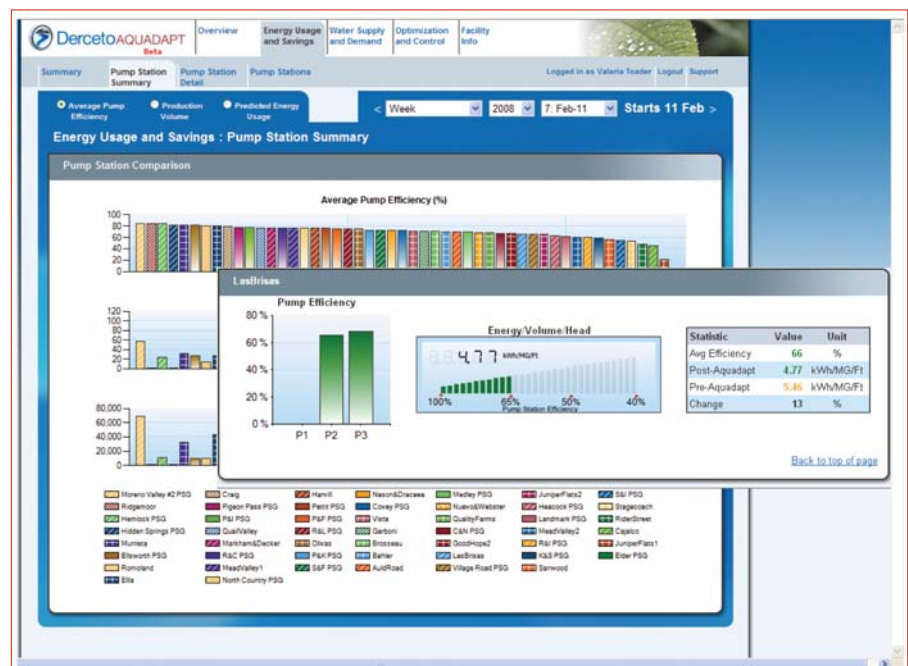 Derceto AQUADAPT
Beta
Overview
Energy Usage and Savings
Water Supply and Demand
Optimization and Control
Facility Info
Summary
Pump Station Summary
Pump Station Detail
Pump Stations
Logged in as Valeria Toader Logout Support
Average Pump Efficiency
Production Volume
Predicted Energy Usage
< Week 2008 7. Feb-11 Starts 11 Feb >
Energy Usage and Savings : Pump Station Summary
Pump Station Comparison
Average Pump Efficiency (%)
100
80
60
40
20
0
120
100
80
60
40
20
0
80,000
60,000
40,000
20,000
0
LasBrisas
Pump Efficiency
80 %
60 %
40 %
20 %
0 %
P1 P2 P3
Energy/Volume/Head
4.77 kWh/MG/Ft
100% 65% 50% 40%
Pump Station Efficiency
Statistic Value Unit
Avg Efficiency 66 %
Post-Aquadapt 4.77 kWh/MG/Ft
Pre-Aquadapt 5.46 kWh/MG/Ft
Change 13 %
Back to top of page
Moreno Valley #2 PSG Craig Harvill Nason&Dracaea Medley PSG JuniperFlats2 S&I PSG
Ridgemoor Pigeon Pass PSG Petit PSG Covey PSG Nuevo&Webster Heacock PSG Stagecoach
Hemlock PSG P&I PSG P&F PSG Vista QualityFarms Landmark PSG RiderStreet
Hidden Springs PSG QuailValley R&L PSG Gerboni C&N PSG MeadValley2 Cajalco
Murrieta Markham&Decker Olivas Brosseau GoodHope2 R&I PSG JuniperFlats1
Ellsworth PSG R&C PSG P&K PSG Bahler LasBrisas K&S PSG Elder PSG
Romoland MeadValley1 S&F PSG AuldRoad Village Road PSG Sanwood
Ellis North Country PSG